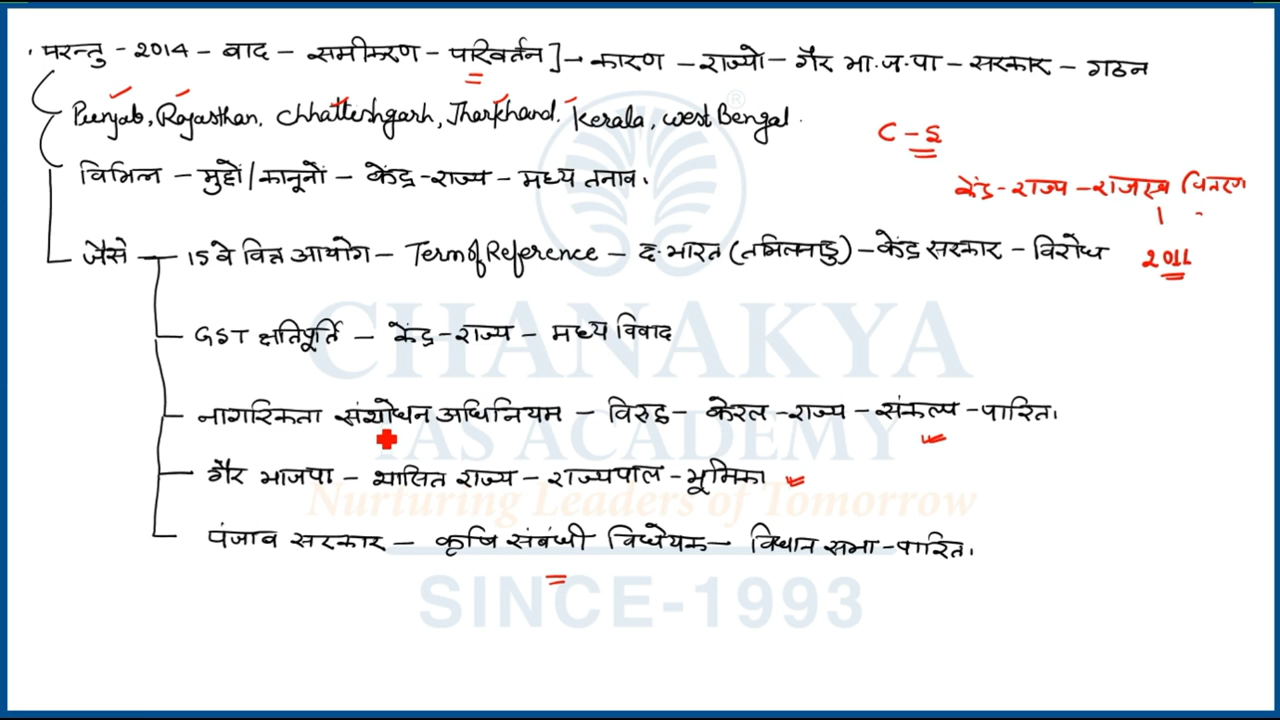 परन्तु - 2014 - बाद - समीकरण - परिवर्तन ] → कारण - राज्यो - गैर भा.ज.पा - सरकार - गठन
Punjab, Rajasthan, Chhatteshgarh, Jharkhand, Kerala, west Bengal.
C - S
विभिन्न - मुद्दों / कानूनों - केंद्र - राज्य - मध्य तनाव।
केंद्र - राज्य - राजस्व वितरण
जैसे - 15 वे वित्त आयोग - Term of Reference - द. भारत (तमिलनाडु) - केंद्र सरकार - विरोध
2011
GST क्षतिपूर्ति - केंद्र - राज्य - मध्य विवाद
नागरिकता संशोधन अधिनियम - विरुद्ध - केरल - राज्य - संकल्प - पारित।
गैर भाजपा - शासित राज्य - राज्यपाल - भूमिका
पंजाब सरकार - कृषि संबंधी विधेयक - विधान सभा - पारित।
CHANAKYA
IAS ACADEMY
Nurturing Leaders of Tomorrow
SINCE-1993
®